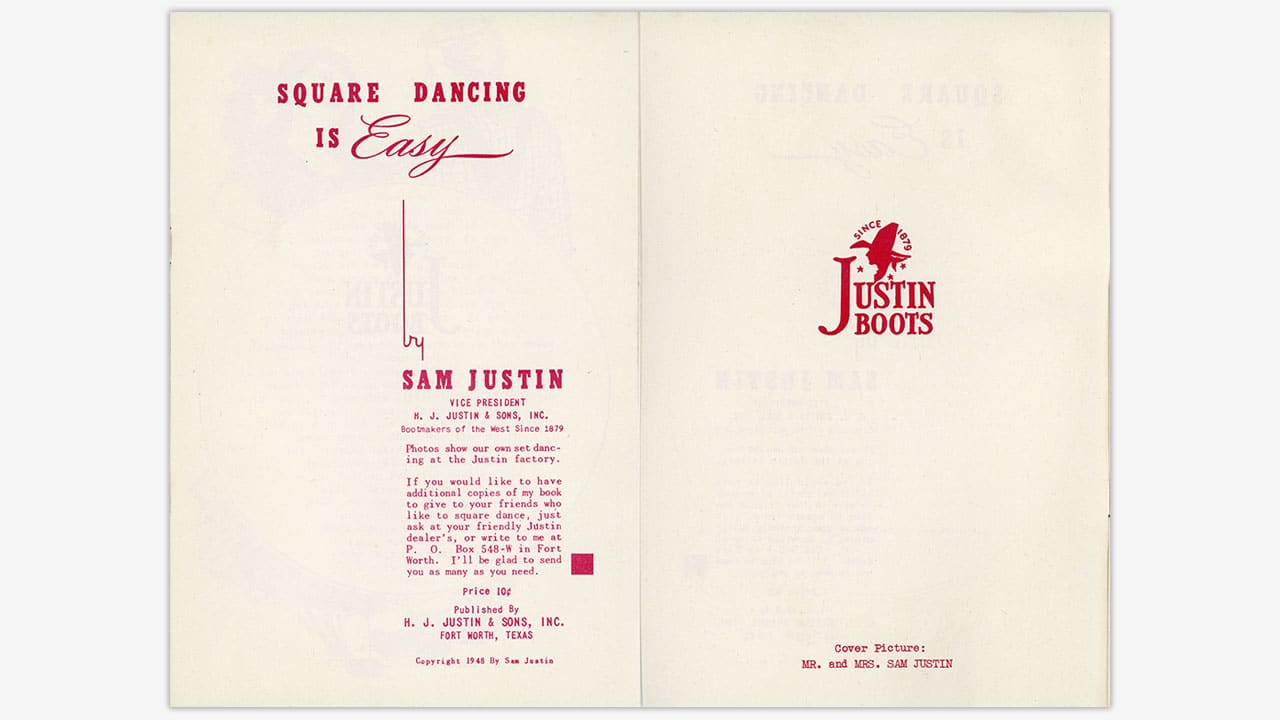 SQUARE DANCING
IS Easy
by
SAM JUSTIN
VICE PRESIDENT
H. J. JUSTIN & SONS, INC.
Bootmakers of the West Since 1879
Photos show our own set danc-
ing at the Justin factory.
If you would like to have
additional copies of my book
to give to your friends who
like to square dance, just
ask at your friendly Justin
dealer's, or write to me at
P. O. Box 548-W in Fort
Worth. I'll be glad to send
you as many as you need.
Price 10¢
Published By
H. J. JUSTIN & SONS, INC.
FORT WORTH, TEXAS
Copyright 1948 By Sam Justin
SINCE 1879
JUSTIN
BOOTS
Cover Picture:
MR. and MRS. SAM JUSTIN